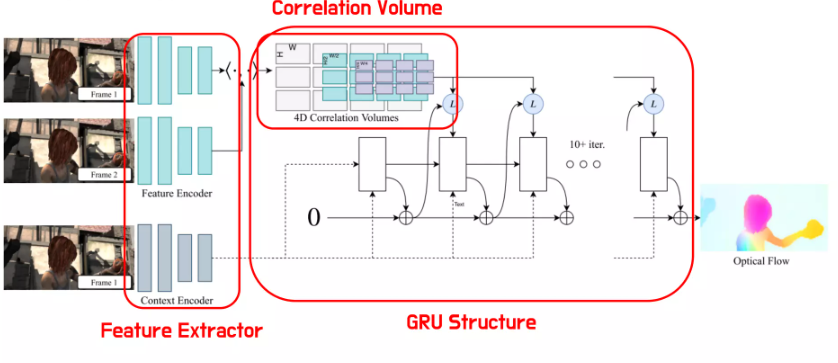 Correlation Volume
H
W
W/2
Frame 1
L
L
L
4D Correlation Volumes
10+ iter.
Frame 2
Feature Encoder
Text
0
Frame 1
Optical Flow
Context Encoder
Feature Extractor
GRU Structure